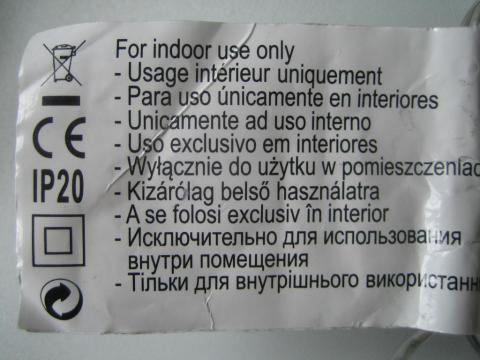 For indoor use only
- Usage intérieur uniquement
- Para uso únicamente en interiores
- Unicamente ad uso interno
- Uso exclusivo em interiores
- Wyłącznie do użytku w pomieszczeniac
- Kizárólag belső használatra
- A se folosi exclusiv în interior
- Исключительно для использования
внутри помещения
- Тільки для внутрішнього використанн
CE
IP20